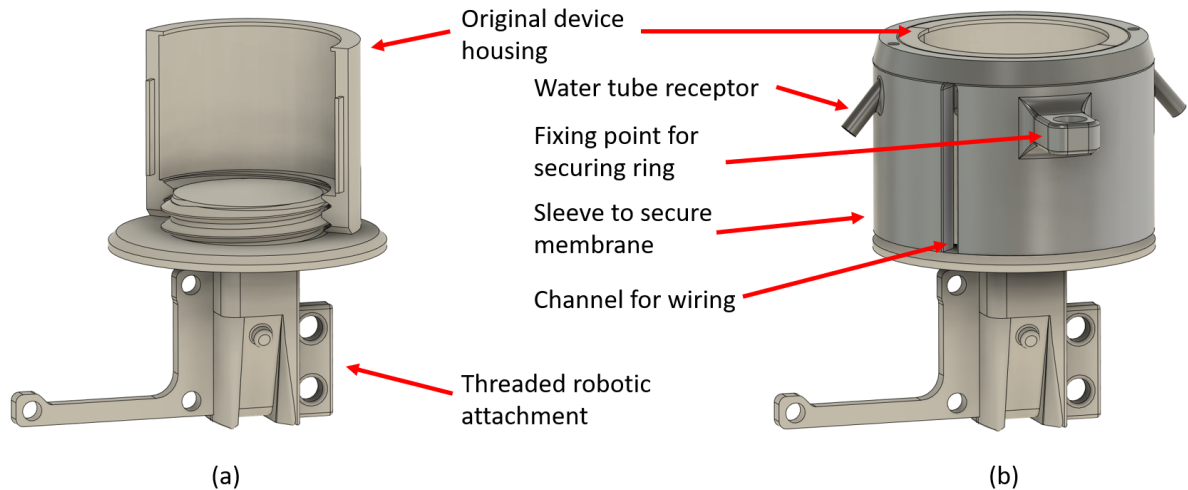 Original device
housing
Water tube receptor
Fixing point for
securing ring
Sleeve to secure
membrane
Channel for wiring
Threaded robotic
attachment
(a)
(b)